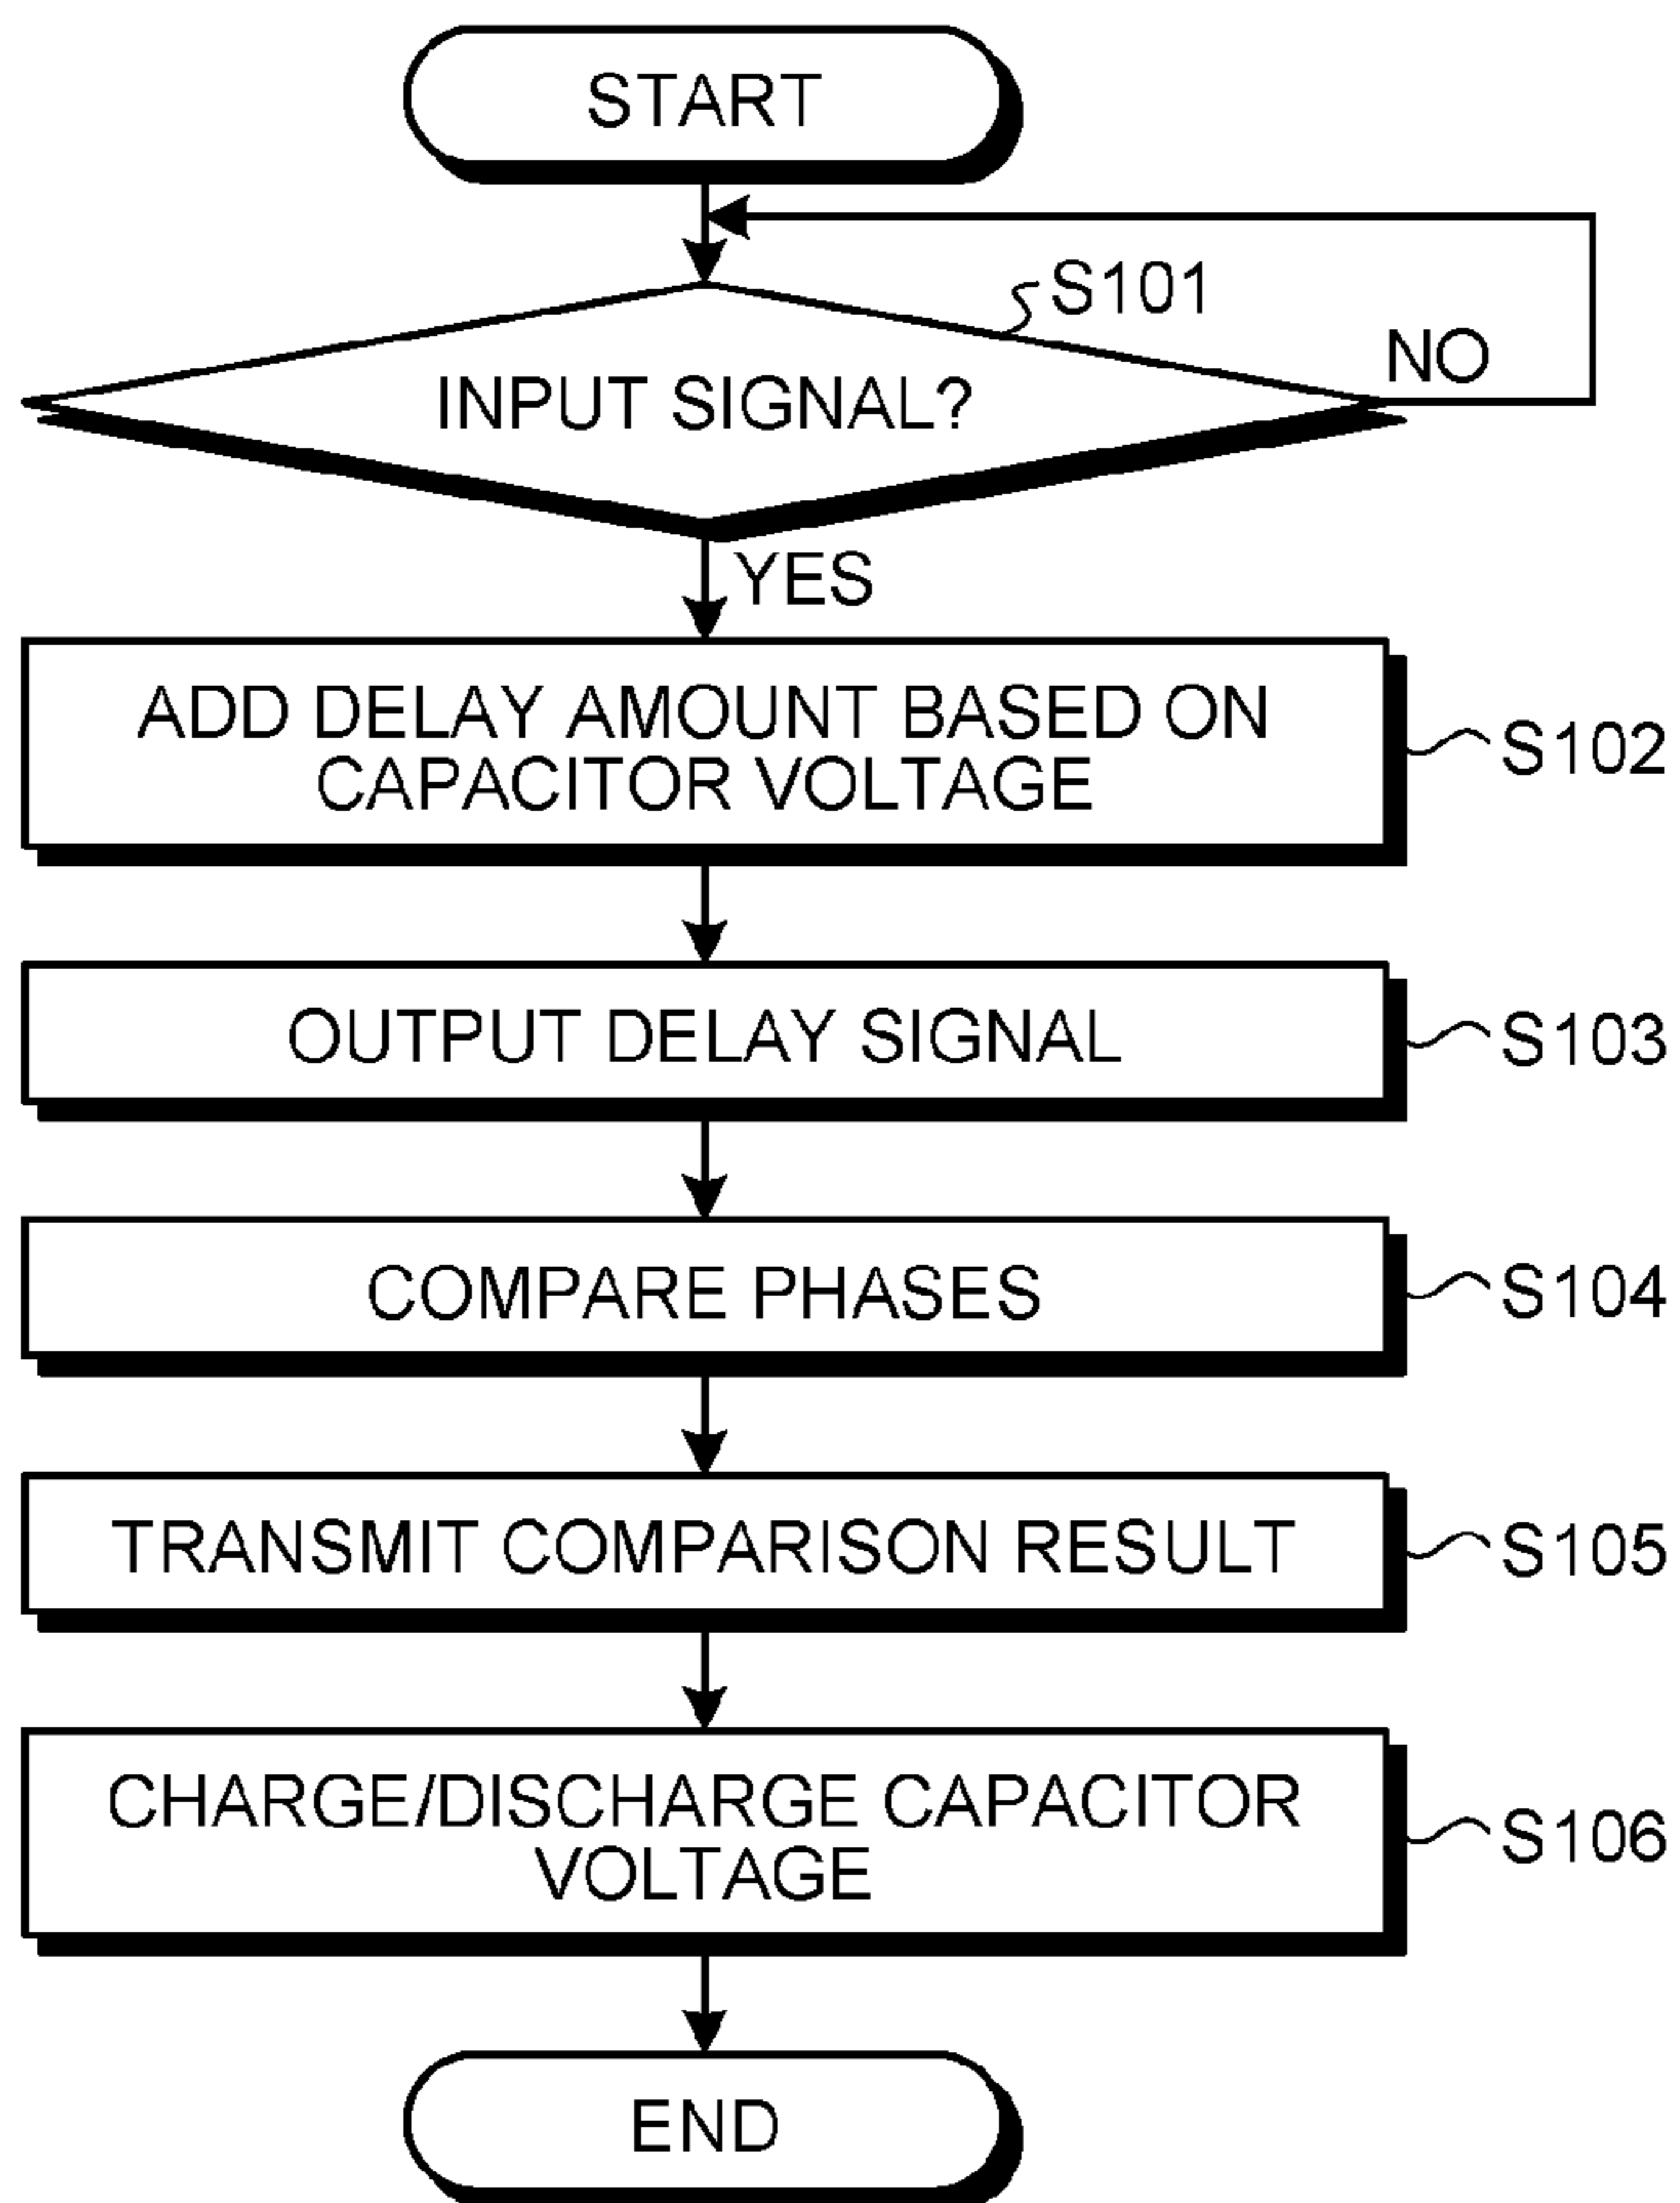 START
S101
INPUT SIGNAL?
NO
YES
ADD DELAY AMOUNT BASED ON
CAPACITOR VOLTAGE
S102
OUTPUT DELAY SIGNAL
S103
COMPARE PHASES
S104
TRANSMIT COMPARISON RESULT
S105
CHARGE/DISCHARGE CAPACITOR
VOLTAGE
S106
END